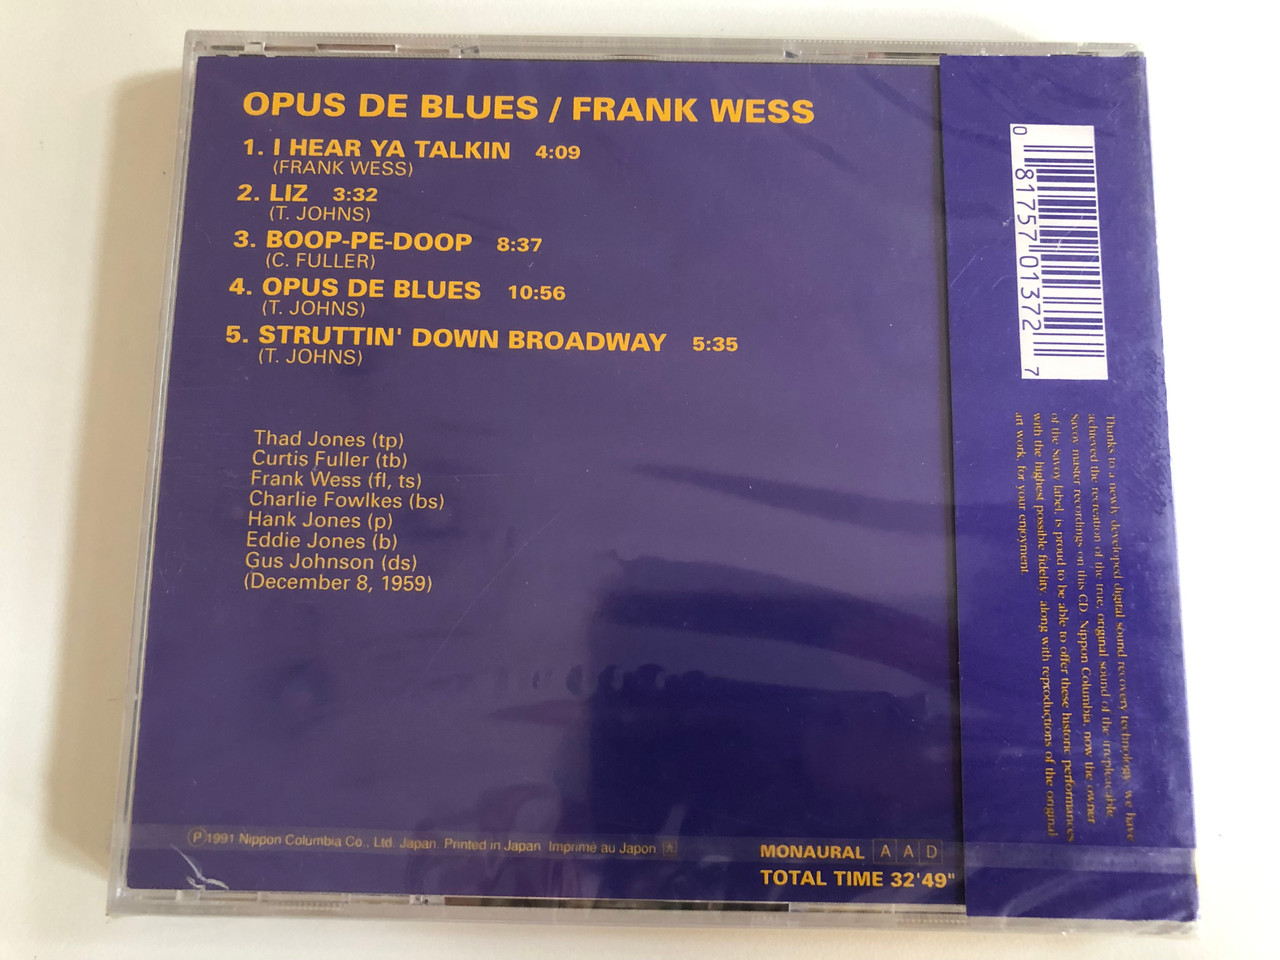 OPUS DE BLUES / FRANK WESS
1. I HEAR YA TALKIN 4:09
(FRANK WESS)
2. LIZ 3:32
(T. JOHNS)
3. BOOP-PE-DOOP 8:37
(C. FULLER)
4. OPUS DE BLUES 10:56
(T. JOHNS)
5. STRUTTIN' DOWN BROADWAY 5:35
(T. JOHNS)
Thad Jones (tp)
Curtis Fuller (tb)
Frank Wess (fl, ts)
Charlie Fowlkes (bs)
Hank Jones (p)
Eddie Jones (b)
Gus Johnson (ds)
(December 8, 1959)
Ⓟ1991 Nippon Columbia Co., Ltd. Japan. Printed in Japan. Imprimé au Japon
MONAURAL A A D
TOTAL TIME 32'49"
0 81757 01372 7
Thanks to a newly developed digital sound recovery technology, we have
achieved the recreation of the true, original sound of the irreplaceable
Savoy master recordings on this CD. Nippon Columbia, now the owner
of the Savoy label, is proud to be able to offer these historic performances
with the highest possible fidelity, along with reproductions of the original
art work, for your enjoyment.